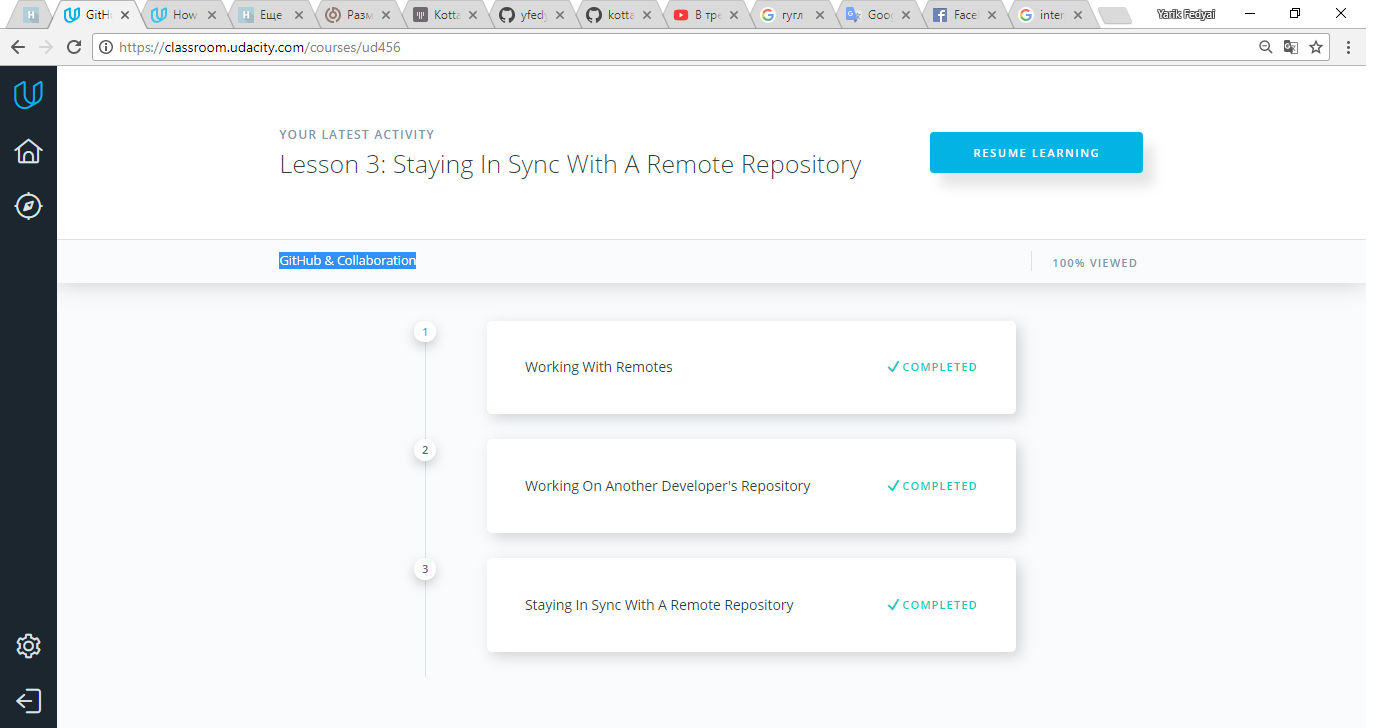 GitH
How
Еще
Разм
Kotta
yfed
kotta
В тре
гугл
Goo
Face
inter
Yarik Fedyai
https://classroom.udacity.com/courses/ud456
YOUR LATEST ACTIVITY
Lesson 3: Staying In Sync With A Remote Repository
RESUME LEARNING
GitHub & Collaboration
100% VIEWED
1
Working With Remotes
COMPLETED
2
Working On Another Developer's Repository
COMPLETED
3
Staying In Sync With A Remote Repository
COMPLETED